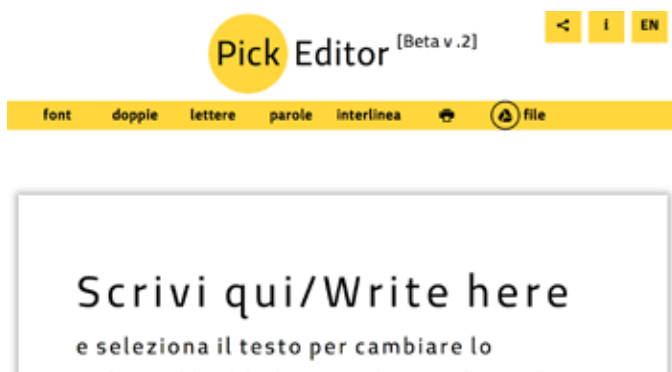 Pick Editor [Beta v .2]
i EN
font doppie lettere parole interlinea file
Scrivi qui/Write here
e seleziona il testo per cambiare lo